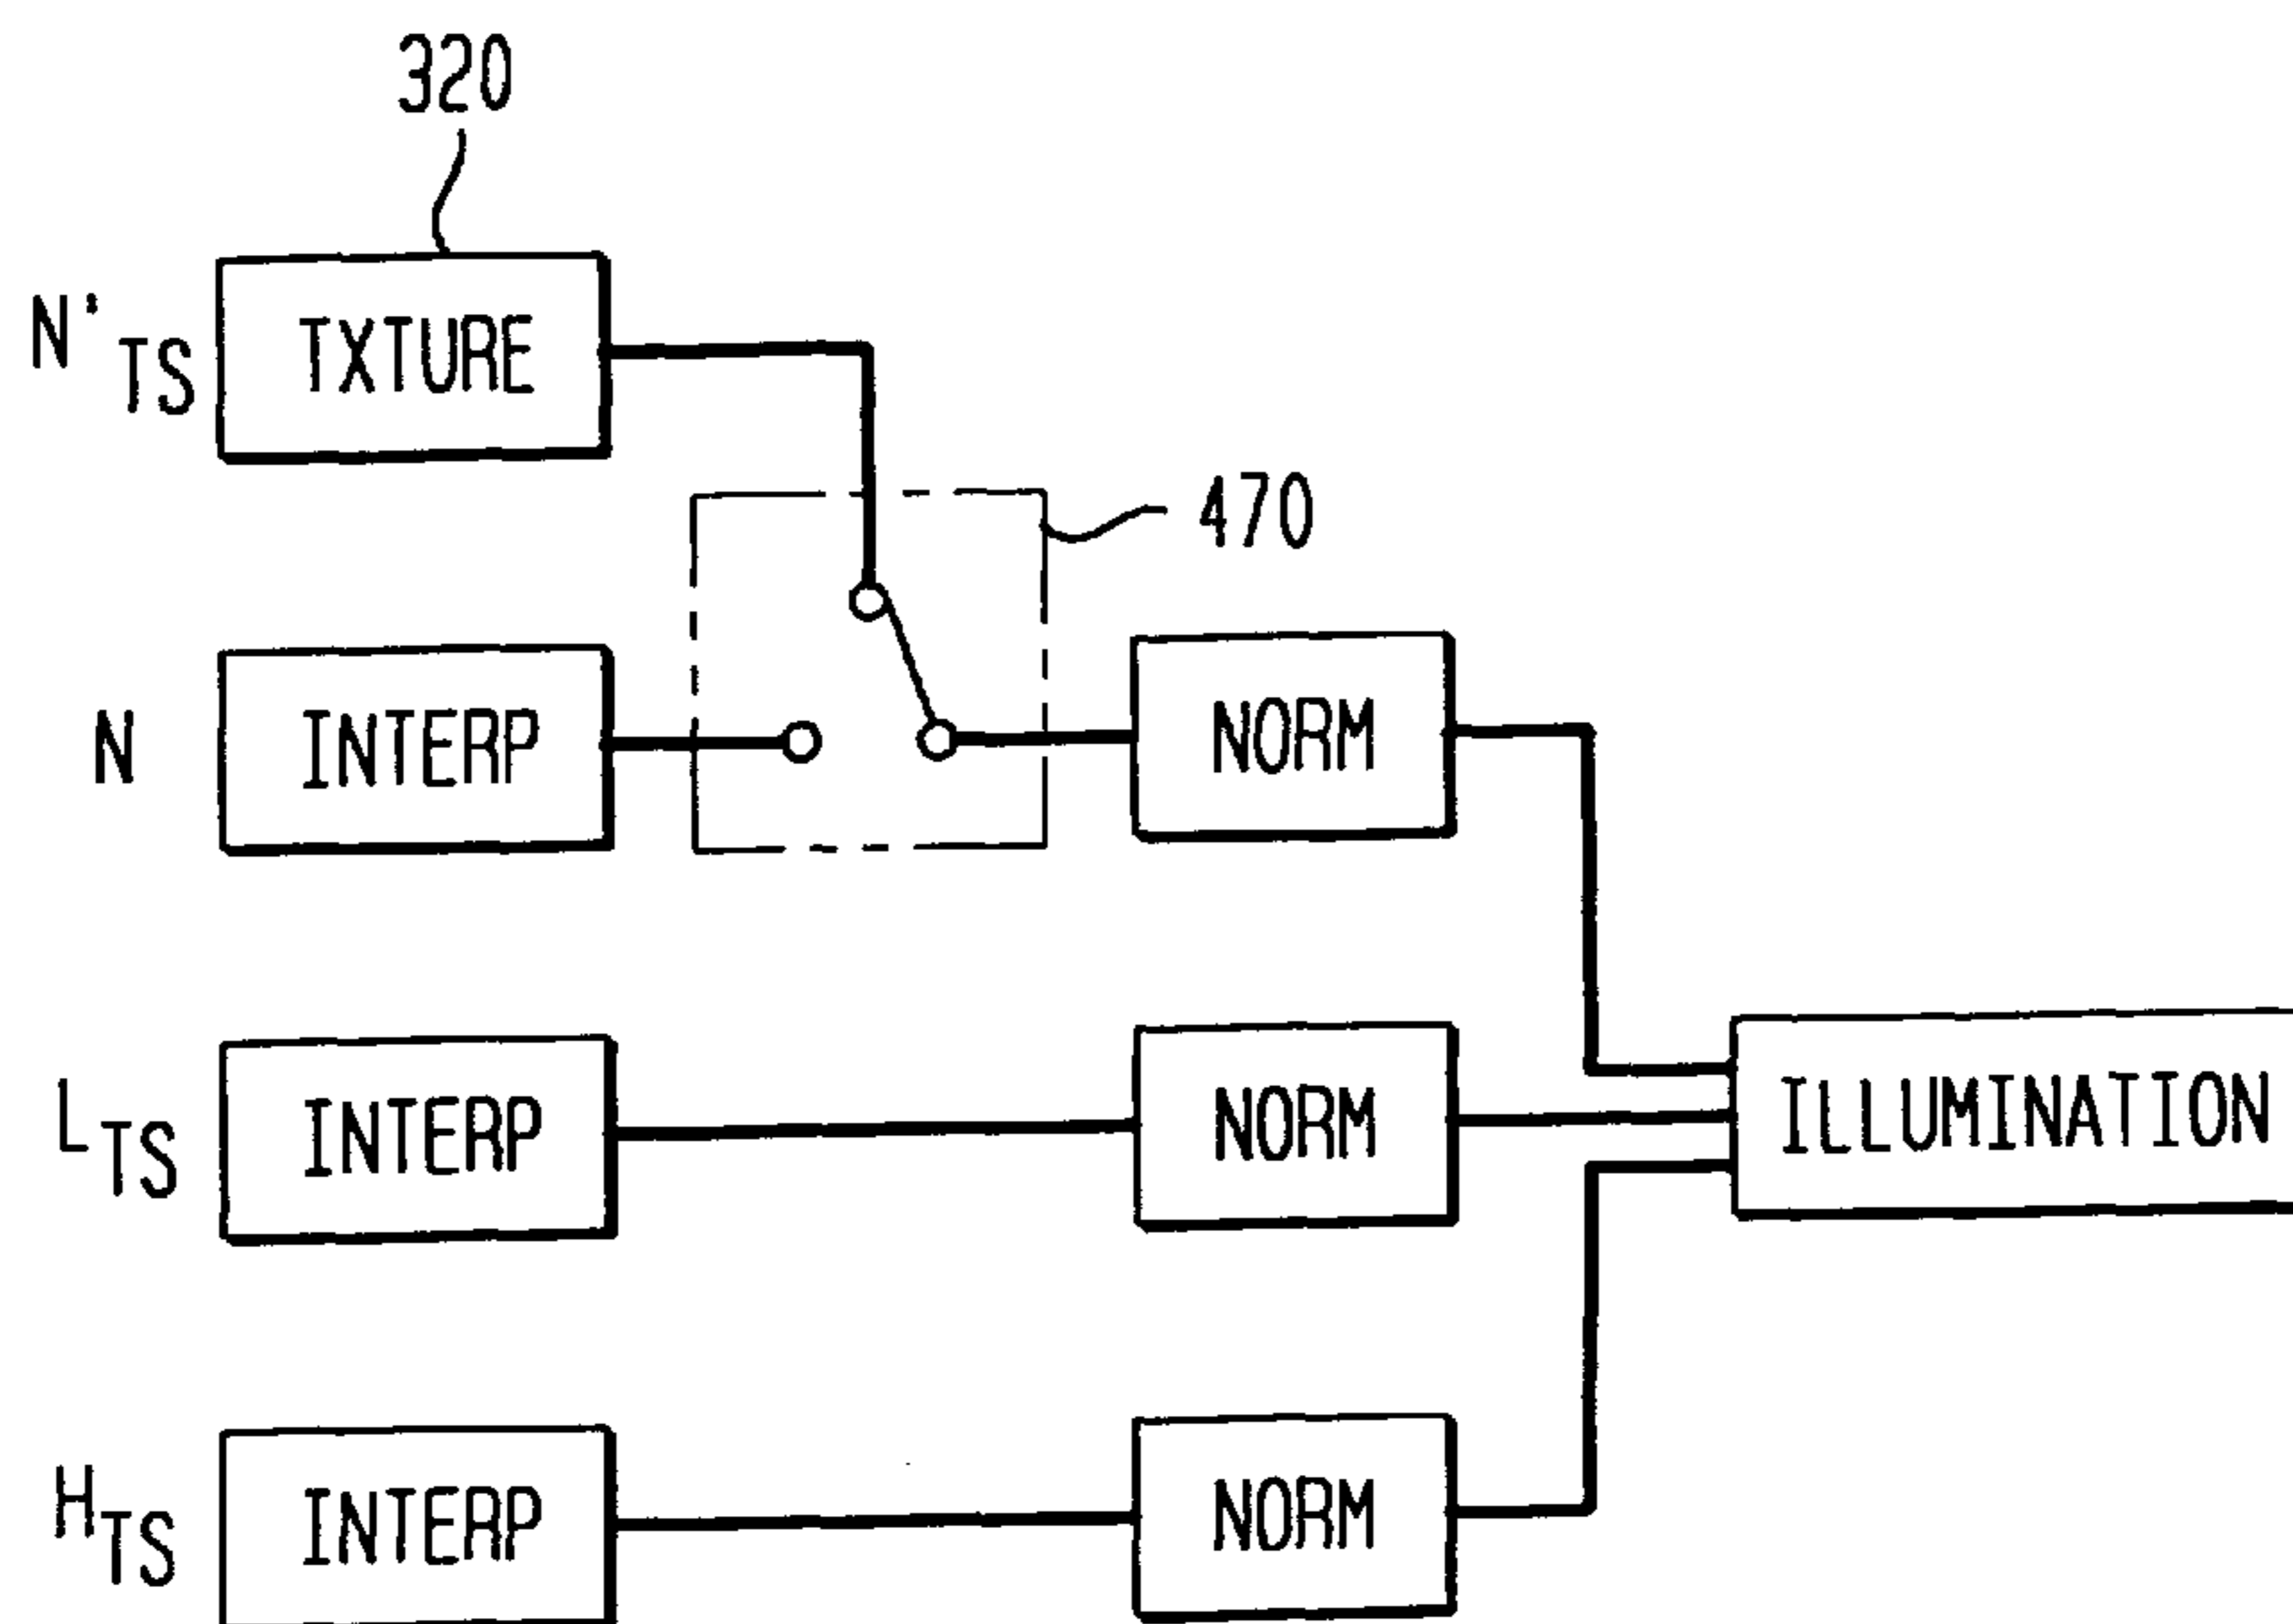 320
N'TS TXTURE
470
N INTERP NORM
LTS INTERP NORM ILLUMINATION
HTS INTERP NORM